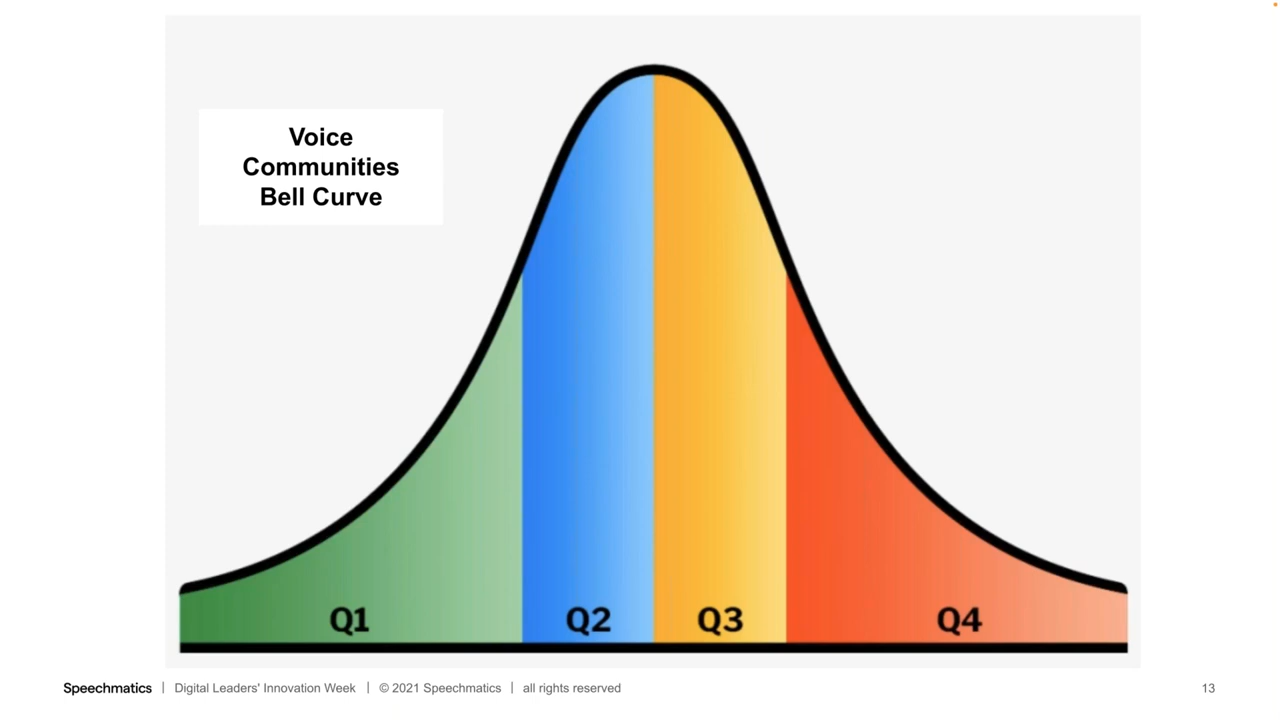 Voice
Communities
Bell Curve
Q1 Q2 Q3 Q4
Speechmatics | Digital Leaders' Innovation Week | © 2021 Speechmatics | all rights reserved 13